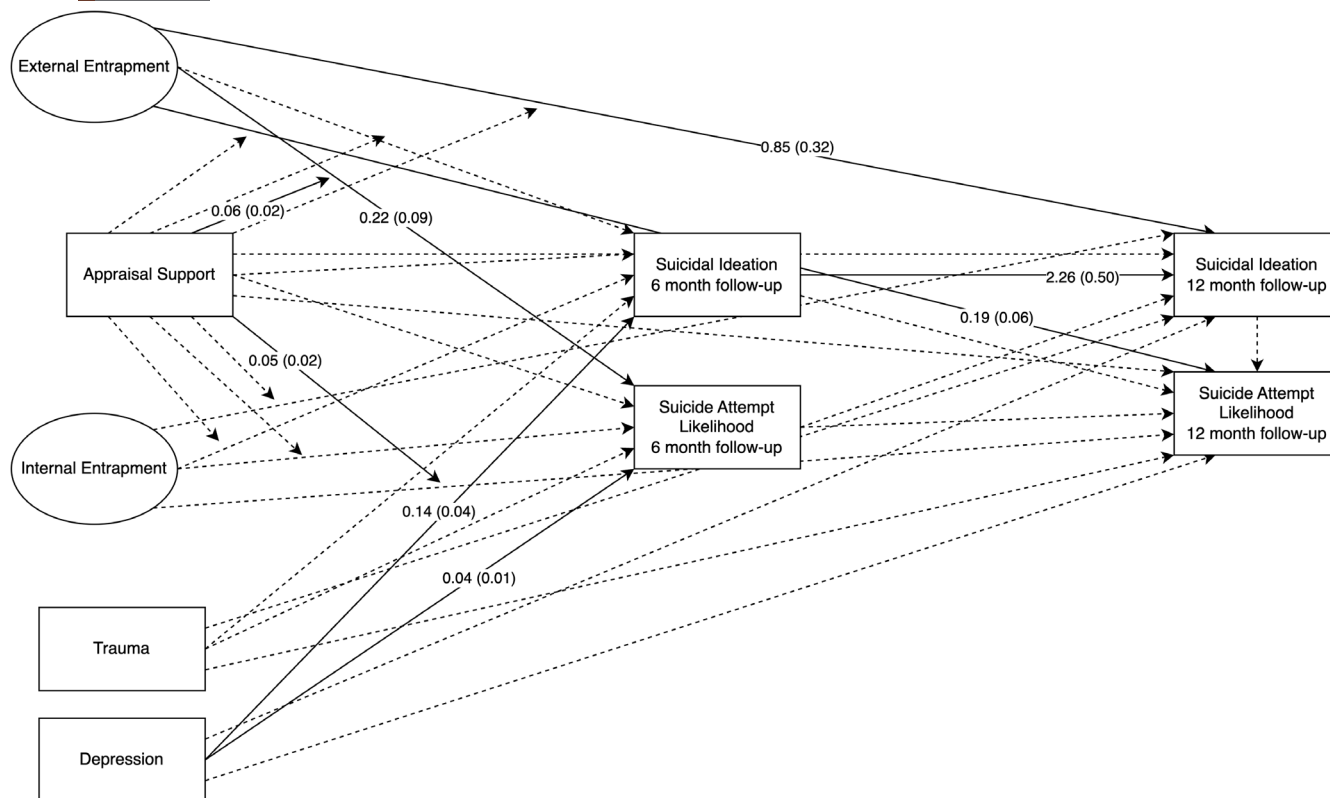 External Entrapment
0.85 (0.32)
0.06 (0.02)
0.22 (0.09)
Appraisal Support
Suicidal Ideation
6 month follow-up
2.26 (0.50)
Suicidal Ideation
12 month follow-up
0.19 (0.06)
0.05 (0.02)
Suicide Attempt
Likelihood
6 month follow-up
Suicide Attempt
Likelihood
12 month follow-up
Internal Entrapment
0.14 (0.04)
0.04 (0.01)
Trauma
Depression